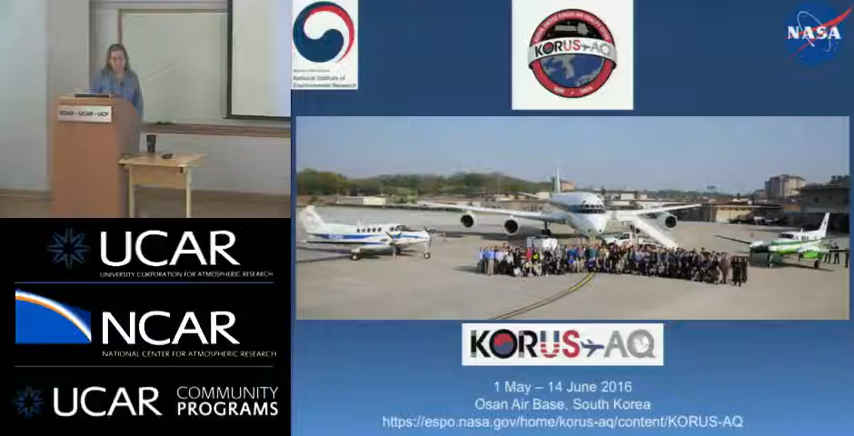 NCAR - UCAR - UCP
UCAR
UNIVERSITY CORPORATION FOR ATMOSPHERIC RESEARCH
NCAR
NATIONAL CENTER FOR ATMOSPHERIC RESEARCH
UCAR COMMUNITY PROGRAMS
National Institute of
Environmental Research
KORUS-AQ
NASA
KORUS AQ
1 May – 14 June 2016
Osan Air Base, South Korea
https://espo.nasa.gov/home/korus-aq/content/KORUS-AQ